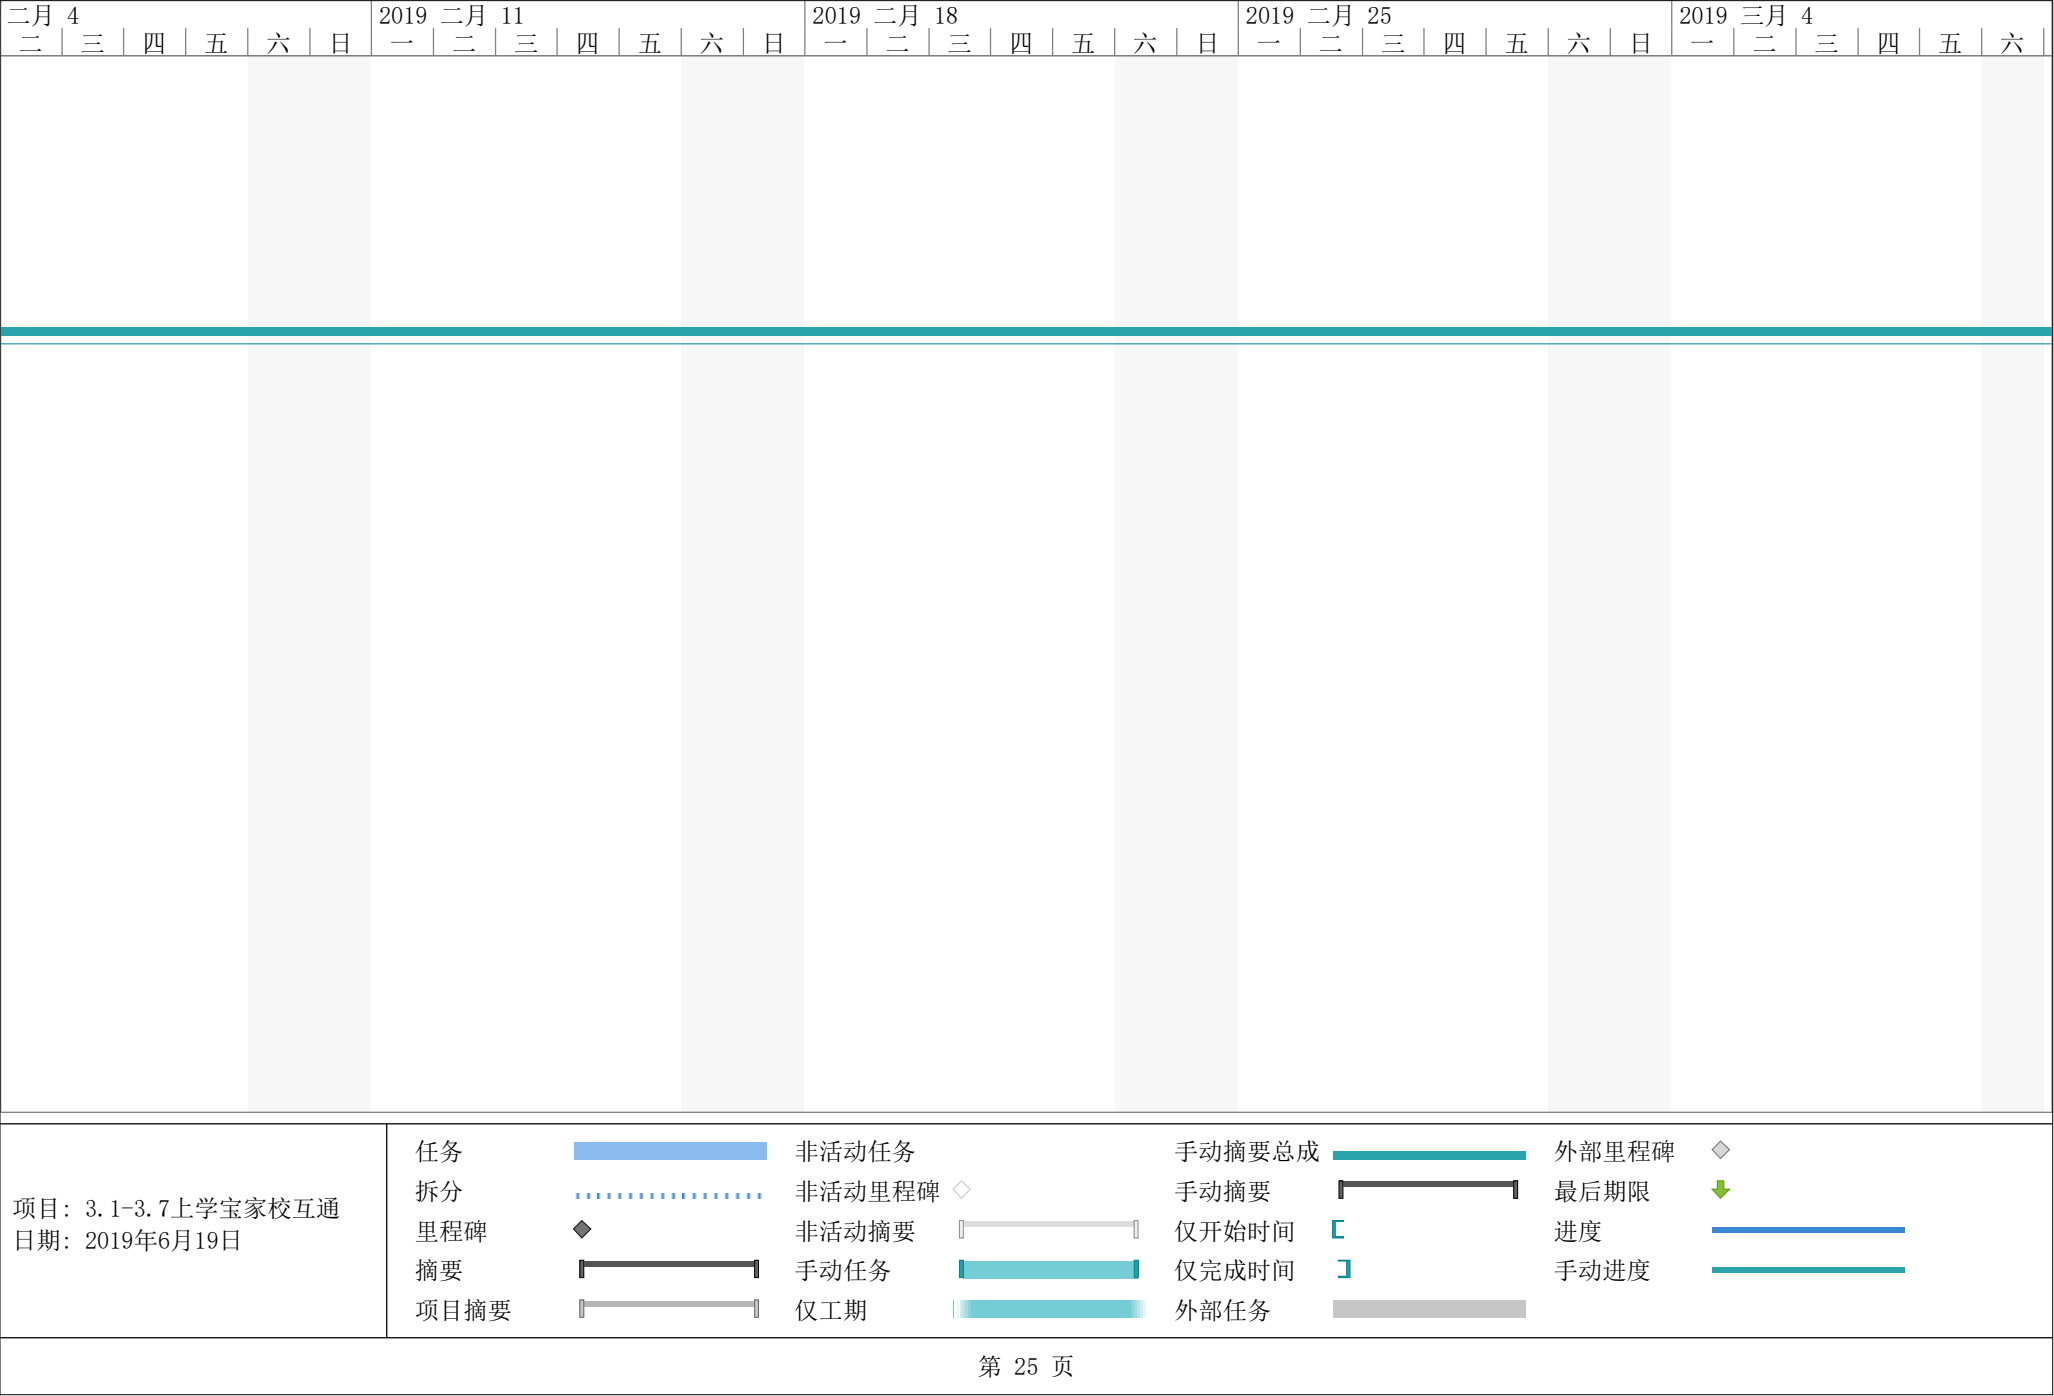 二月 4 2019 二月 11 2019 二月 18 2019 二月 25 2019 三月 4
二 三 四 五 六 日 一 二 三 四 五 六 日 一 二 三 四 五 六 日 一 二 三 四 五 六 日 一 二 三 四 五 六
项目: 3.1-3.7上学宝家校互通
日期: 2019年6月19日
任务 非活动任务 手动摘要总成 外部里程碑
拆分 非活动里程碑 手动摘要 最后期限
里程碑 非活动摘要 仅开始时间 进度
摘要 手动任务 仅完成时间 手动进度
项目摘要 仅工期 外部任务
第 25 页